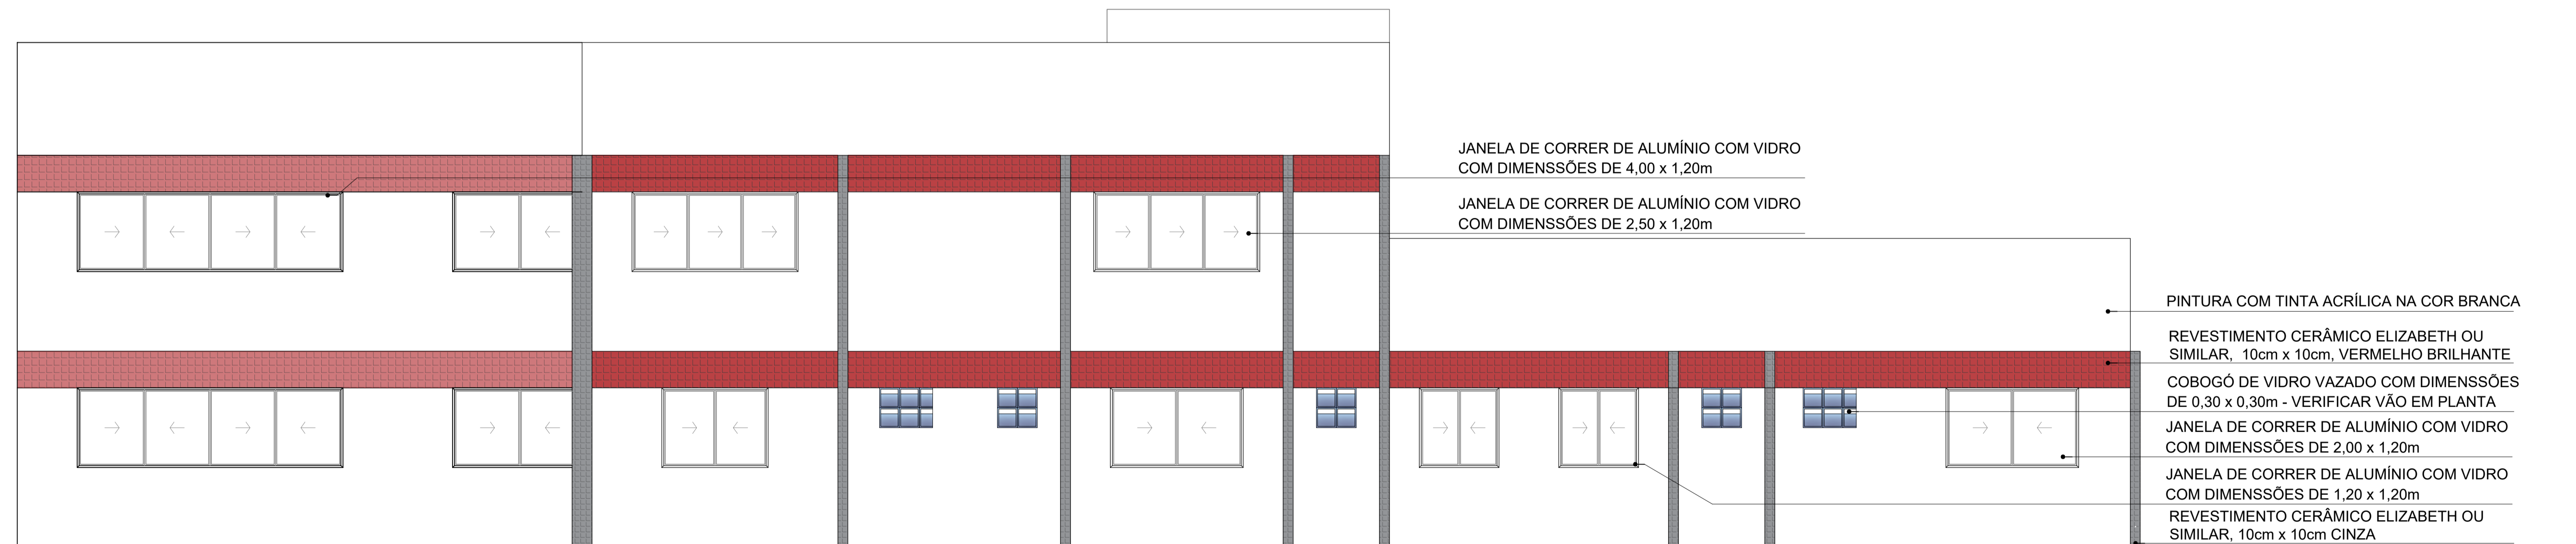 JANELA DE CORRER DE ALUMÍNIO COM VIDRO
COM DIMENSSÕES DE 4,00 x 1,20m
JANELA DE CORRER DE ALUMÍNIO COM VIDRO
COM DIMENSSÕES DE 2,50 x 1,20m
PINTURA COM TINTA ACRÍLICA NA COR BRANCA
REVESTIMENTO CERÂMICO ELIZABETH OU
SIMILAR, 10cm x 10cm, VERMELHO BRILHANTE
COBOGÓ DE VIDRO VAZADO COM DIMENSSÕES
DE 0,30 x 0,30m - VERIFICAR VÃO EM PLANTA
JANELA DE CORRER DE ALUMÍNIO COM VIDRO
COM DIMENSSÕES DE 2,00 x 1,20m
JANELA DE CORRER DE ALUMÍNIO COM VIDRO
COM DIMENSSÕES DE 1,20 x 1,20m
REVESTIMENTO CERÂMICO ELIZABETH OU
SIMILAR, 10cm x 10cm CINZA